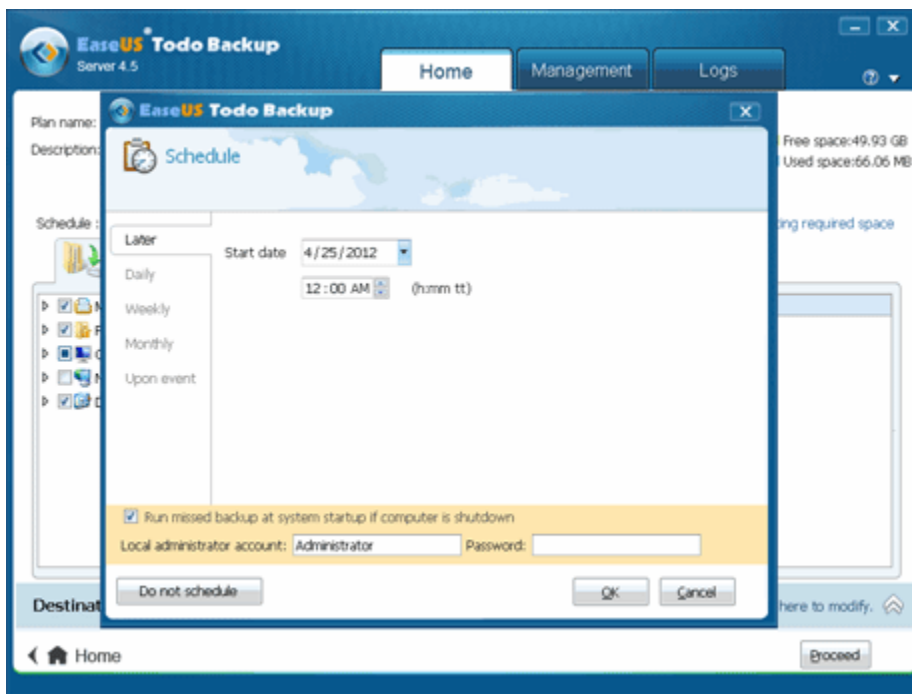 EaseUS Todo Backup
Server 4.5
Home
Management
Logs
Plan name:
Description:
Free space:49.93 GB
Used space:66.06 MB
Schedule :
required space
EaseUS Todo Backup
Schedule
Later
Daily
Weekly
Monthly
Upon event
Start date 4/25/2012
12:00 AM (h:mm tt)
Run missed backup at system startup if computer is shutdown
Local administrator account: Administrator Password:
Do not schedule
OK
Cancel
here to modify.
Home
Proceed